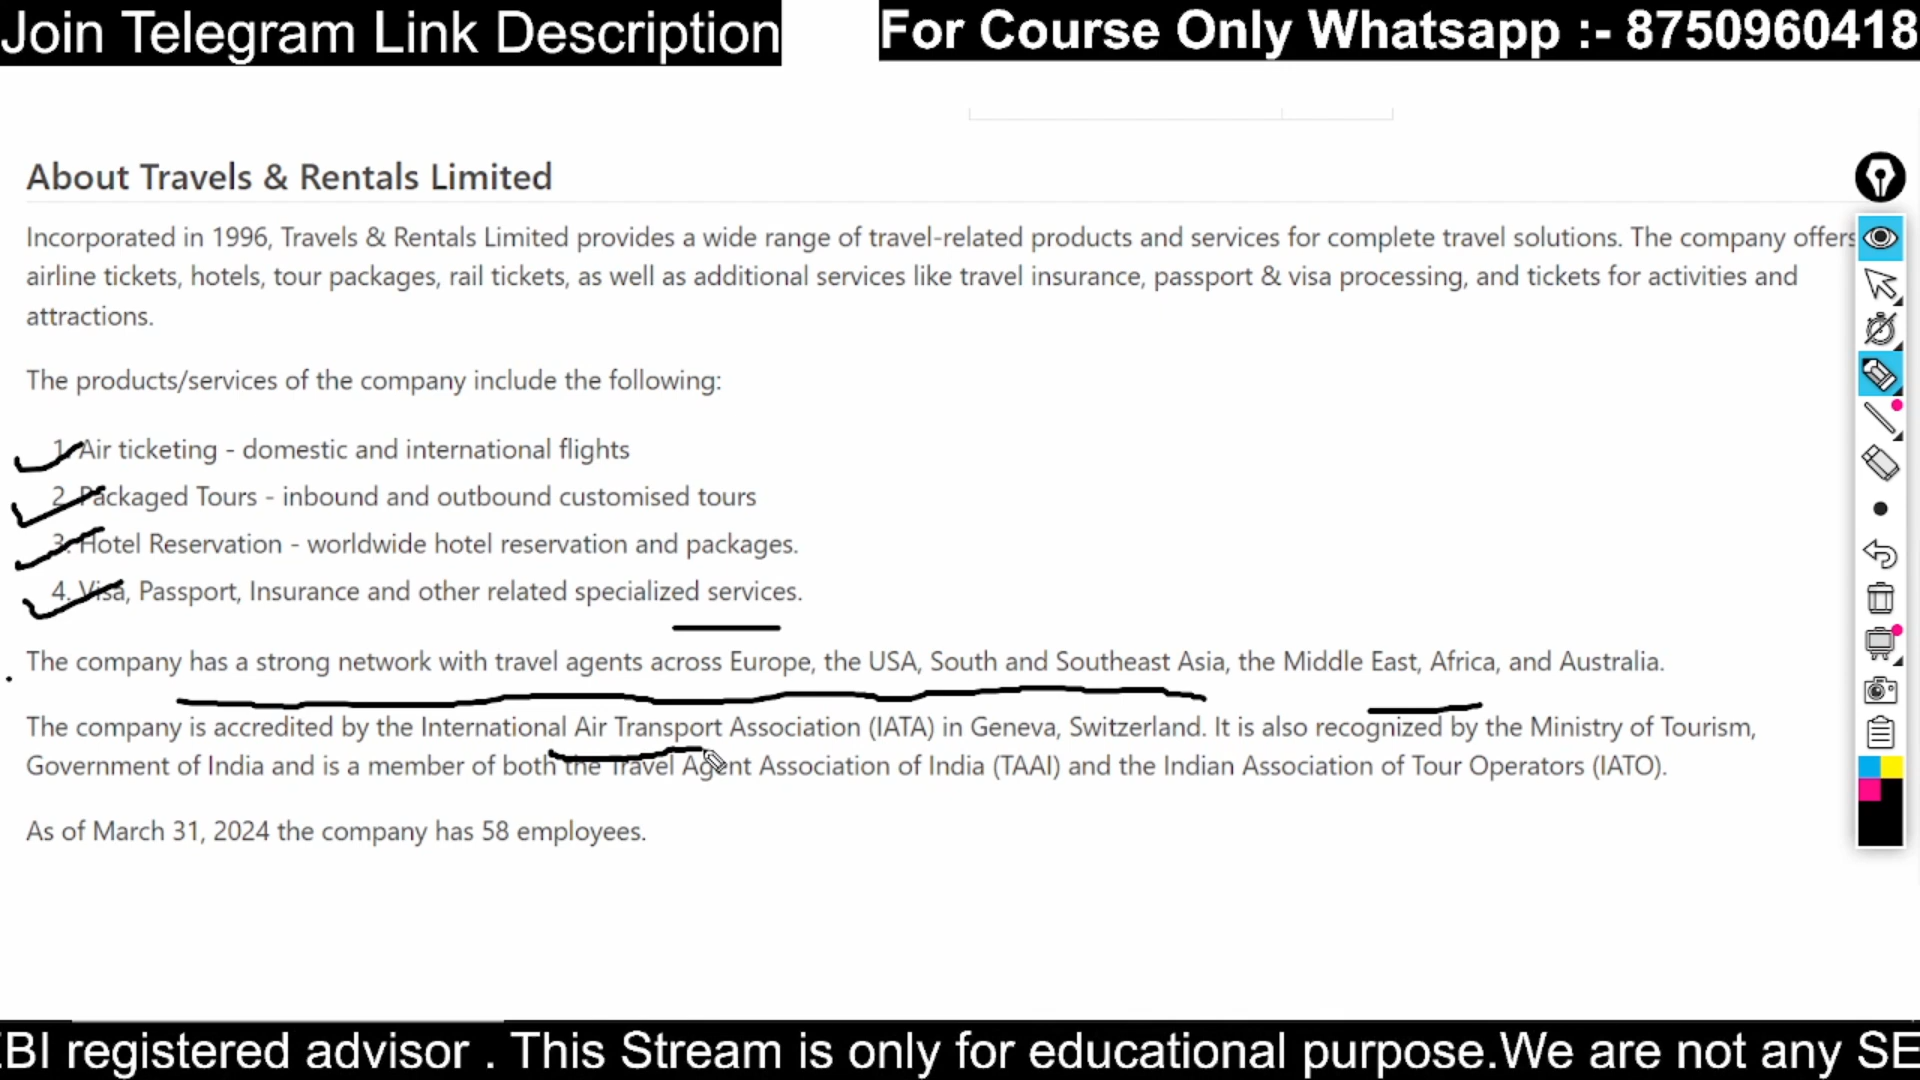 Join Telegram Link Description
For Course Only Whatsapp :- 8750960418
About Travels & Rentals Limited
Incorporated in 1996, Travels & Rentals Limited provides a wide range of travel-related products and services for complete travel solutions. The company offers
airline tickets, hotels, tour packages, rail tickets, as well as additional services like travel insurance, passport & visa processing, and tickets for activities and
attractions.
The products/services of the company include the following:
1. Air ticketing - domestic and international flights
2. Packaged Tours - inbound and outbound customised tours
3. Hotel Reservation - worldwide hotel reservation and packages.
4. Visa, Passport, Insurance and other related specialized services.
The company has a strong network with travel agents across Europe, the USA, South and Southeast Asia, the Middle East, Africa, and Australia.
The company is accredited by the International Air Transport Association (IATA) in Geneva, Switzerland. It is also recognized by the Ministry of Tourism,
Government of India and is a member of both the Travel Agent Association of India (TAAI) and the Indian Association of Tour Operators (IATO).
As of March 31, 2024 the company has 58 employees.
EBI registered advisor . This Stream is only for educational purpose.We are not any SE